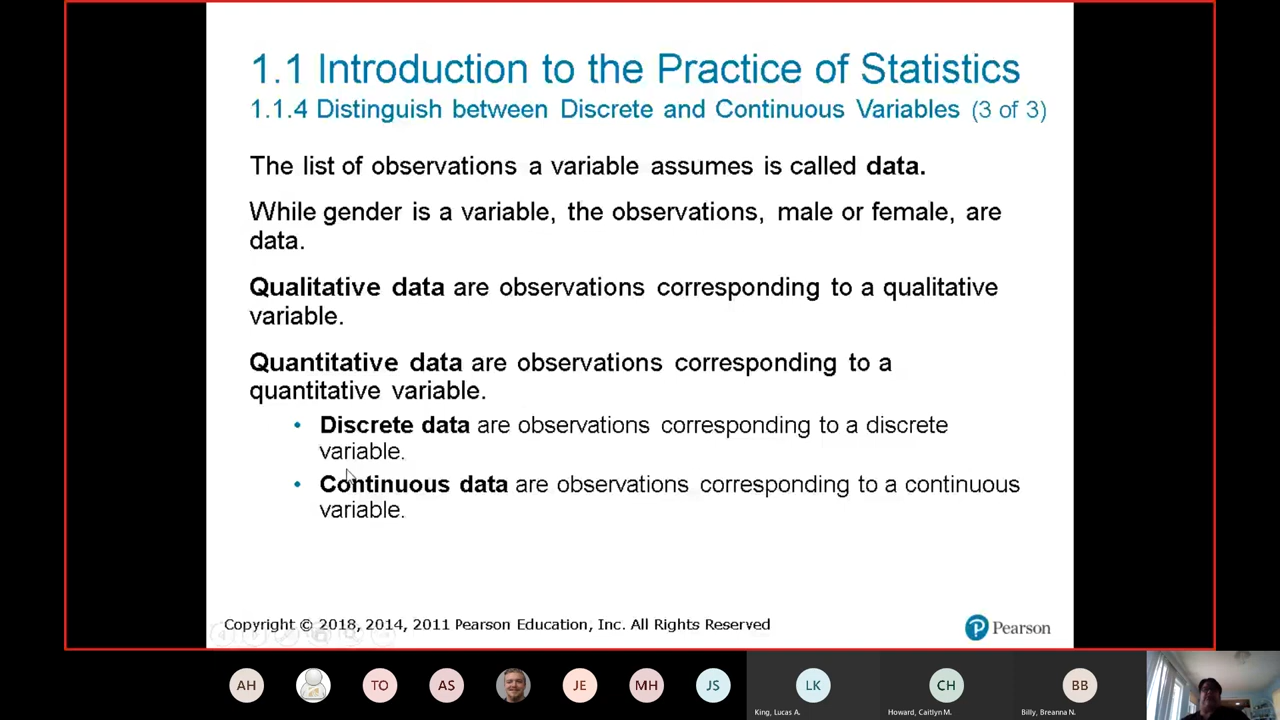 1.1 Introduction to the Practice of Statistics
1.1.4 Distinguish between Discrete and Continuous Variables (3 of 3)
The list of observations a variable assumes is called data.
While gender is a variable, the observations, male or female, are
data.
Qualitative data are observations corresponding to a qualitative
variable.
Quantitative data are observations corresponding to a
quantitative variable.
• Discrete data are observations corresponding to a discrete
variable.
• Continuous data are observations corresponding to a continuous
variable.
Copyright © 2018, 2014, 2011 Pearson Education, Inc. All Rights Reserved
P Pearson
AH TO AS JE MH JS LK CH BB
King, Lucas A. Howard, Caitlyn M. Billy, Breanna N.